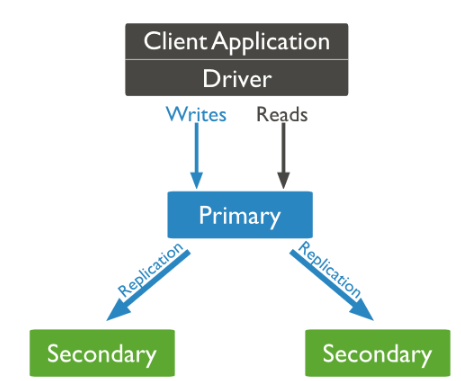 Client Application
Driver
Writes Reads
Primary
Replication Replication
Secondary Secondary